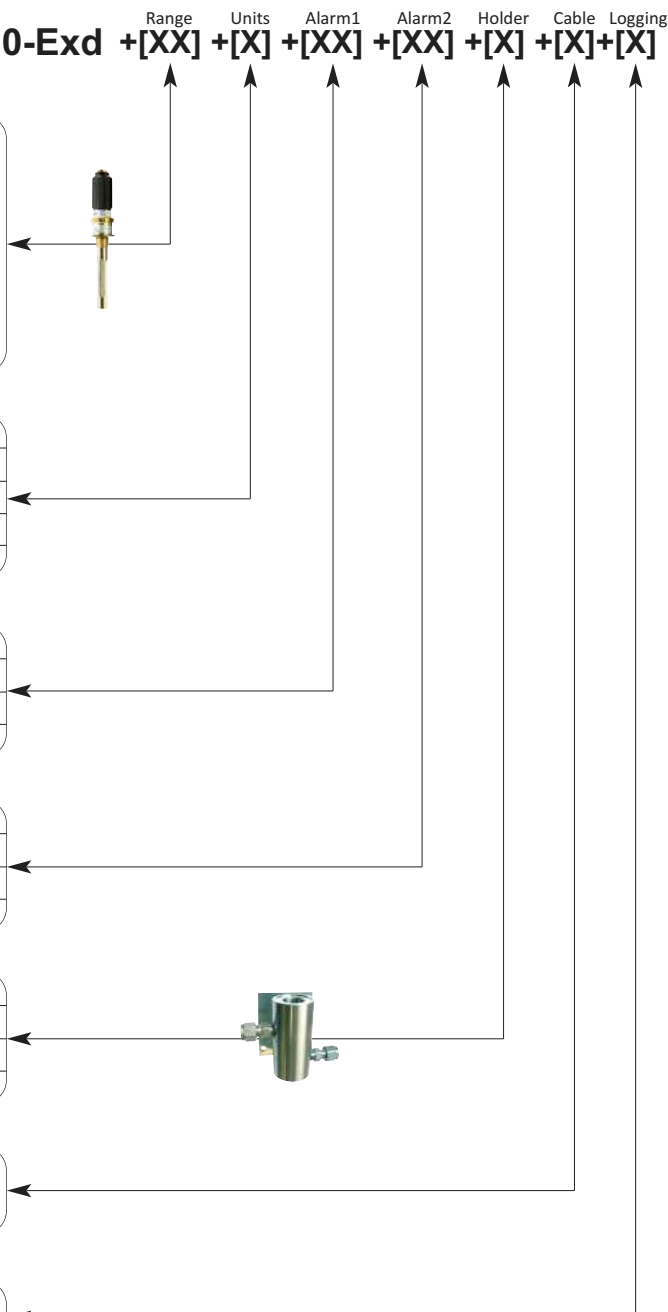 Range Units Alarm1 Alarm2 Holder Cable Logging
0-Exd +[XX] +[X] +[XX] +[XX] +[X] +[X]+[X]